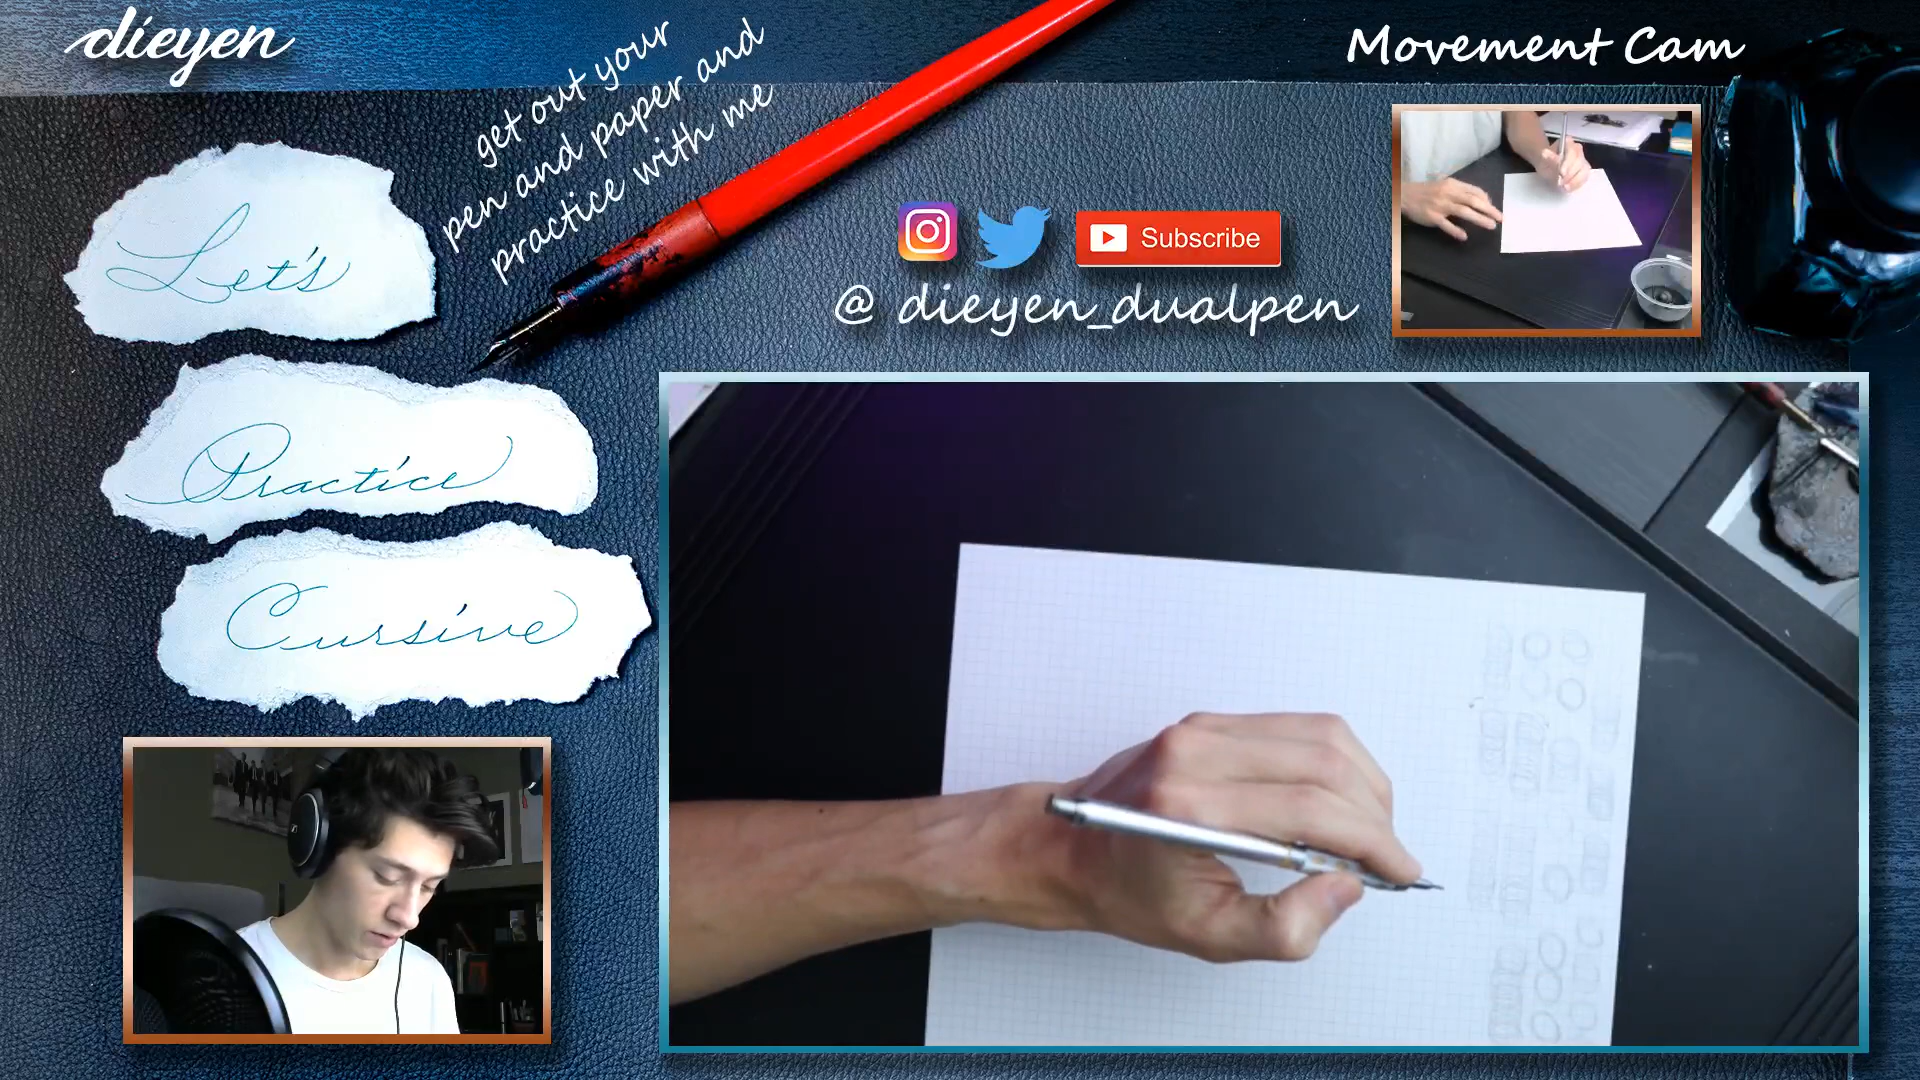 dieyen
get out your
pen and paper and
practice with me
Movement Cam
Let's
Practice
Cursive
Subscribe
@ dieyen_dualpen